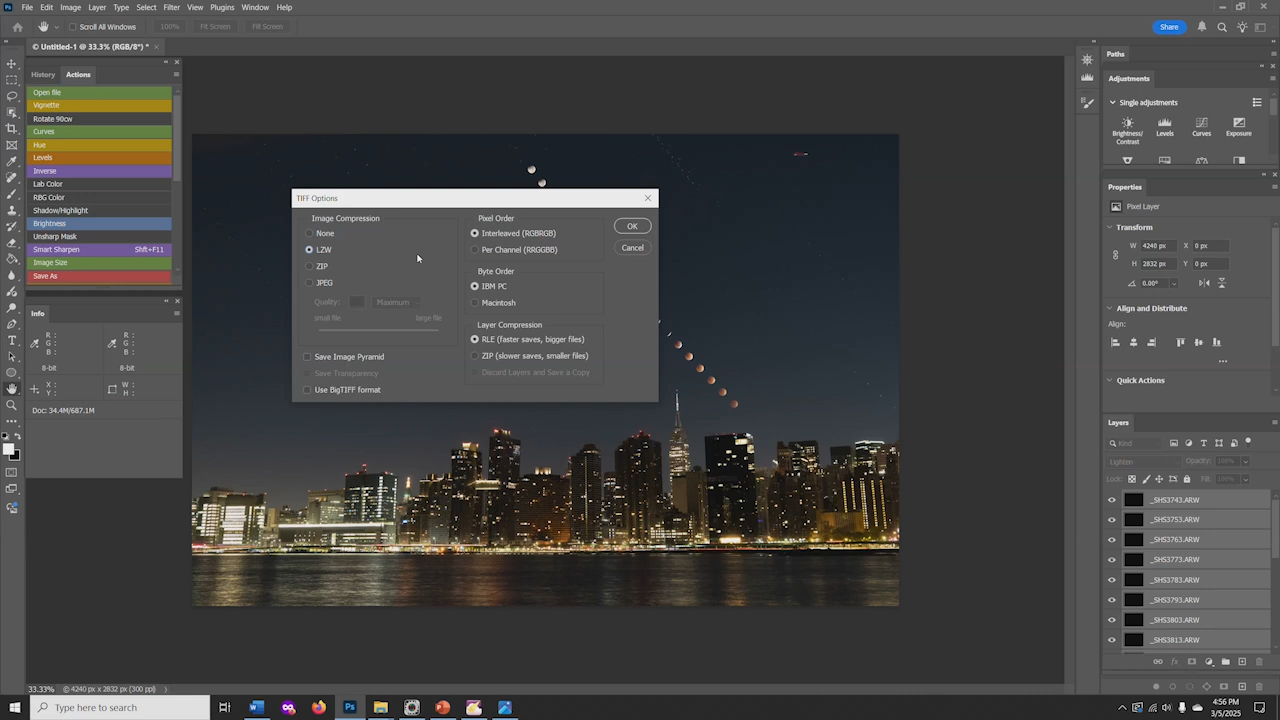 Ps File Edit Image Layer Type Select Filter View Plugins Window Help
Scroll All Windows 100% Fit Screen Fill Screen Share
© Untitled-1 @ 33.3% (RGB/8*) *
History Actions
Open file
Vignette
Rotate 90cw
Curves
Hue
Levels
Inverse
Lab Color
RBG Color
Shadow/Highlight
Brightness
Unsharp Mask
Smart Sharpen Shft+F11
Image Size
Save As
Info
R : R :
G : G :
B : B :
8-bit 8-bit
X : W :
Y : H :
Doc: 34.4M/687.1M
TIFF Options
Image Compression
None
LZW
ZIP
JPEG
Quality: Maximum
small file large file
Save Image Pyramid
Save Transparency
Use BigTIFF format
Pixel Order
Interleaved (RGBRGB)
Per Channel (RRGGBB)
Byte Order
IBM PC
Macintosh
Layer Compression
RLE (faster saves, bigger files)
ZIP (slower saves, smaller files)
Discard Layers and Save a Copy
OK
Cancel
Paths
Adjustments
Single adjustments
Brightness/
Contrast
Levels
Curves
Exposure
Properties
Pixel Layer
Transform
W 4240 px X 0 px
H 2832 px Y 0 px
0.00°
Align and Distribute
Align:
Quick Actions
Layers
Kind
Lighten Opacity: 100%
Lock: Fill: 100%
_SHS3743.ARW
_SHS3753.ARW
_SHS3763.ARW
_SHS3773.ARW
_SHS3783.ARW
_SHS3793.ARW
_SHS3803.ARW
_SHS3813.ARW
33.33% © 4240 px x 2832 px (300 ppi)
Type here to search
4:56 PM
3/5/2025